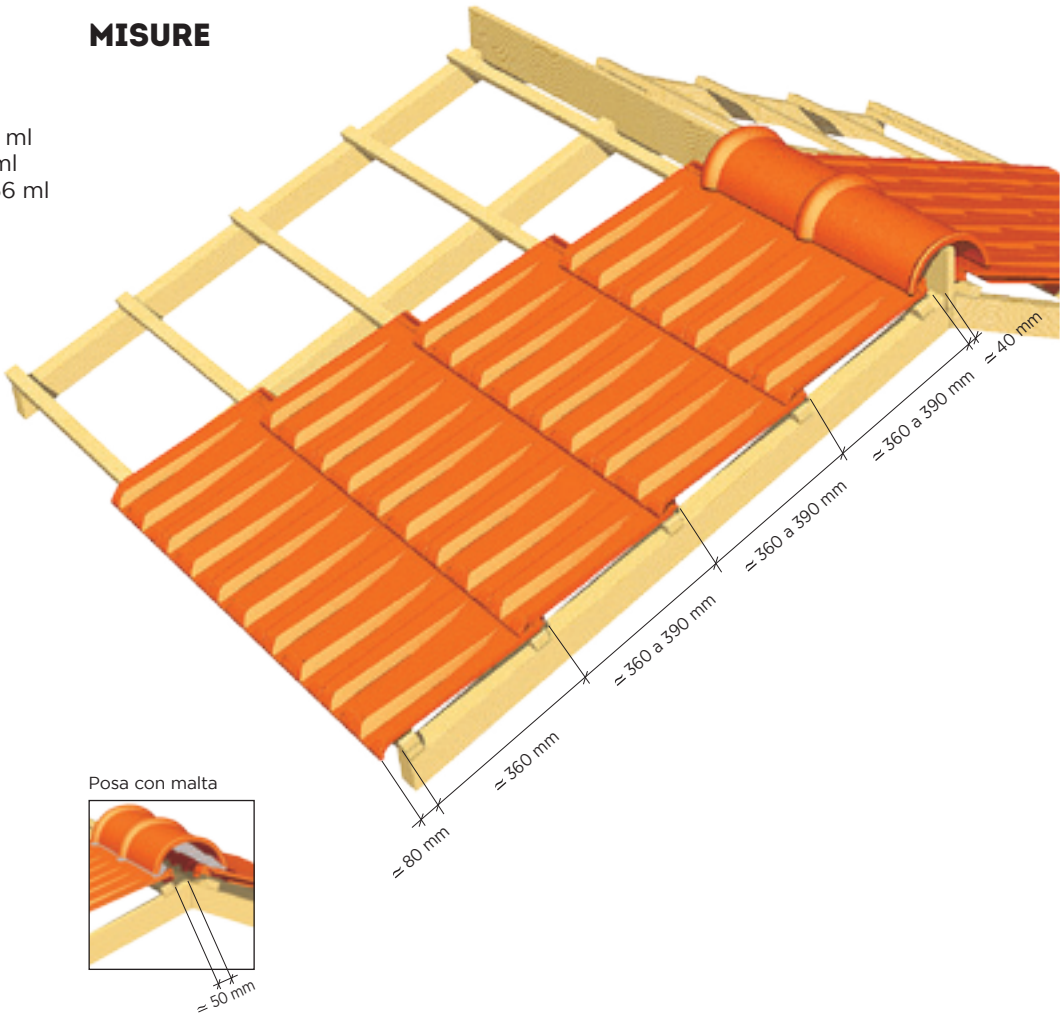 MISURE
ml
ml
6 ml
≃ 40 mm
≃ 360 a 390 mm
≃ 360 a 390 mm
≃ 360 a 390 mm
≃ 360 mm
≃ 80 mm
Posa con malta
≃ 50 mm